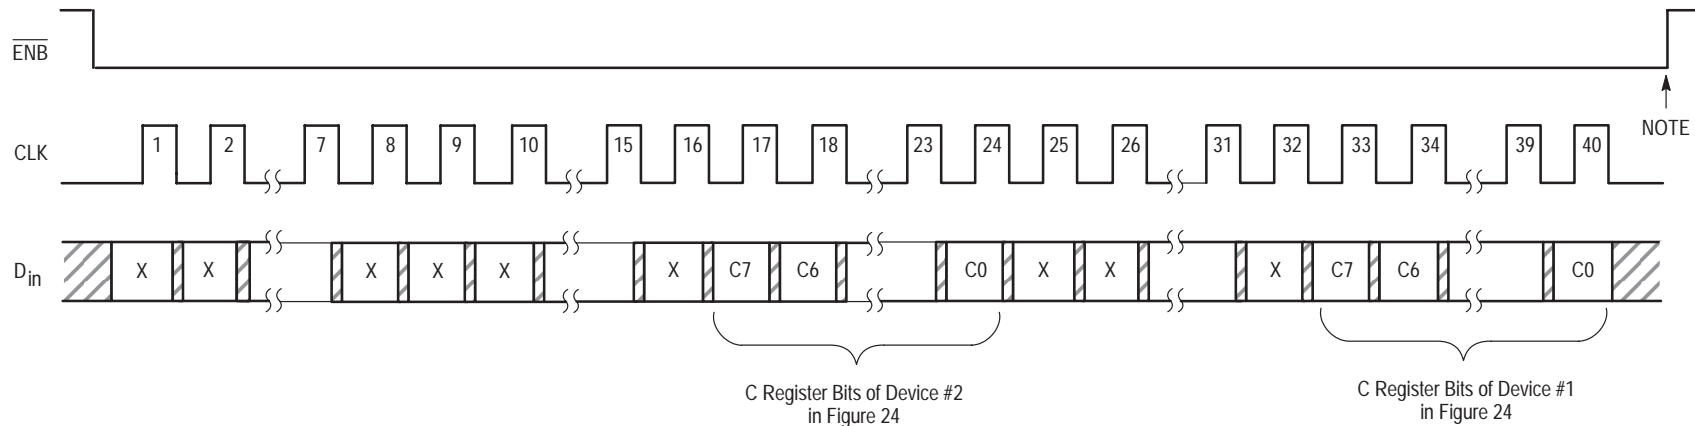 ENB
NOTE
CLK 1 2 7 8 9 10 15 16 17 18 23 24 25 26 31 32 33 34 39 40
Din X X X X X X C7 C6 C0 X X X C7 C6 C0
C Register Bits of Device #2
in Figure 24
C Register Bits of Device #1
in Figure 24